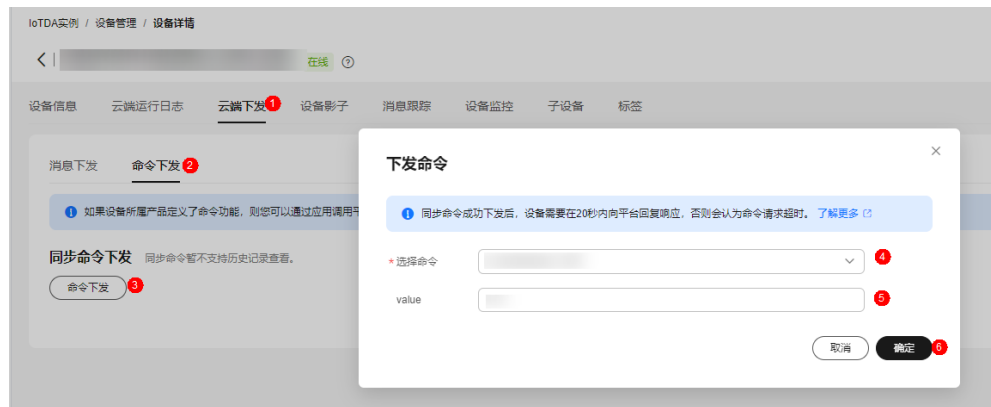 IoTDA实例 / 设备管理 / 设备详情
在线
设备信息 云端运行日志 云端下发 1 设备影子 消息跟踪 设备监控 子设备 标签
消息下发 命令下发 2
如果设备所属产品定义了命令功能，则您可以通过应用调用平
同步命令下发 同步命令暂不支持历史记录查看。
命令下发 3
下发命令
同步命令成功下发后，设备需要在20秒内向平台回复响应，否则会认为命令请求超时。 了解更多
*选择命令 4
value 5
取消 确定 6